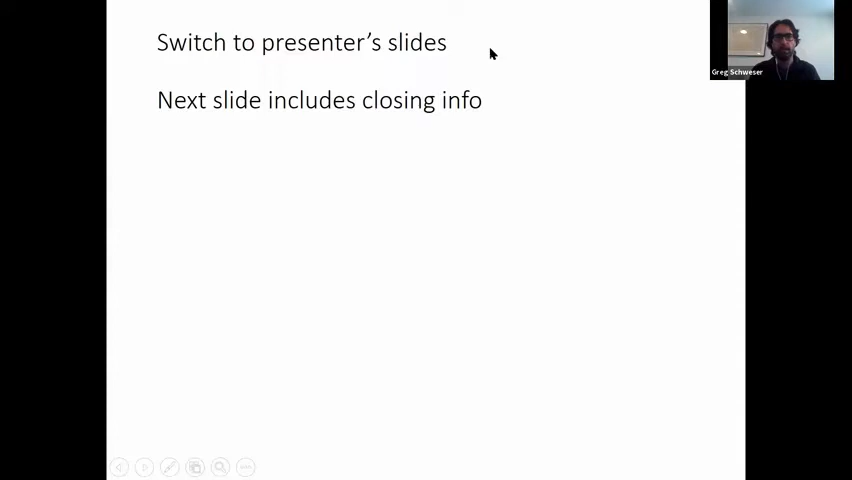 Switch to presenter’s slides
Greg Schweser
Next slide includes closing info